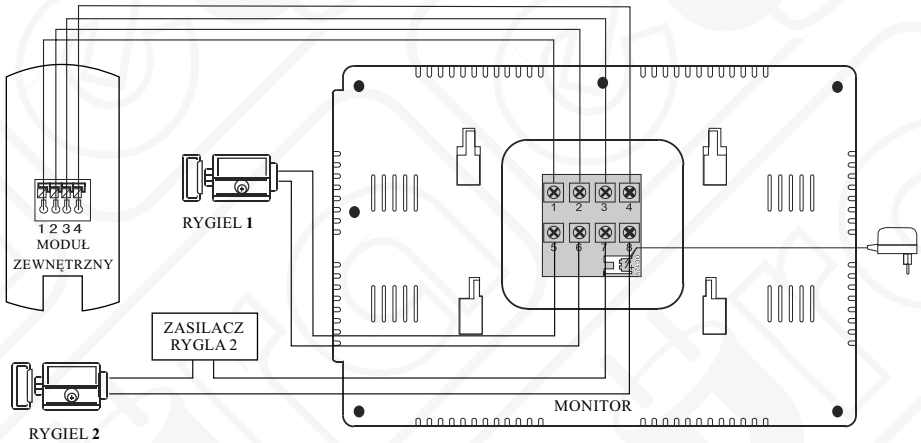 1 2 3 4
MODUŁ
ZEWNĘTRZNY
RYGIEL 1
1 2 3 4
5 6 7 8
ZASILACZ
RYGLA 2
MONITOR
RYGIEL 2